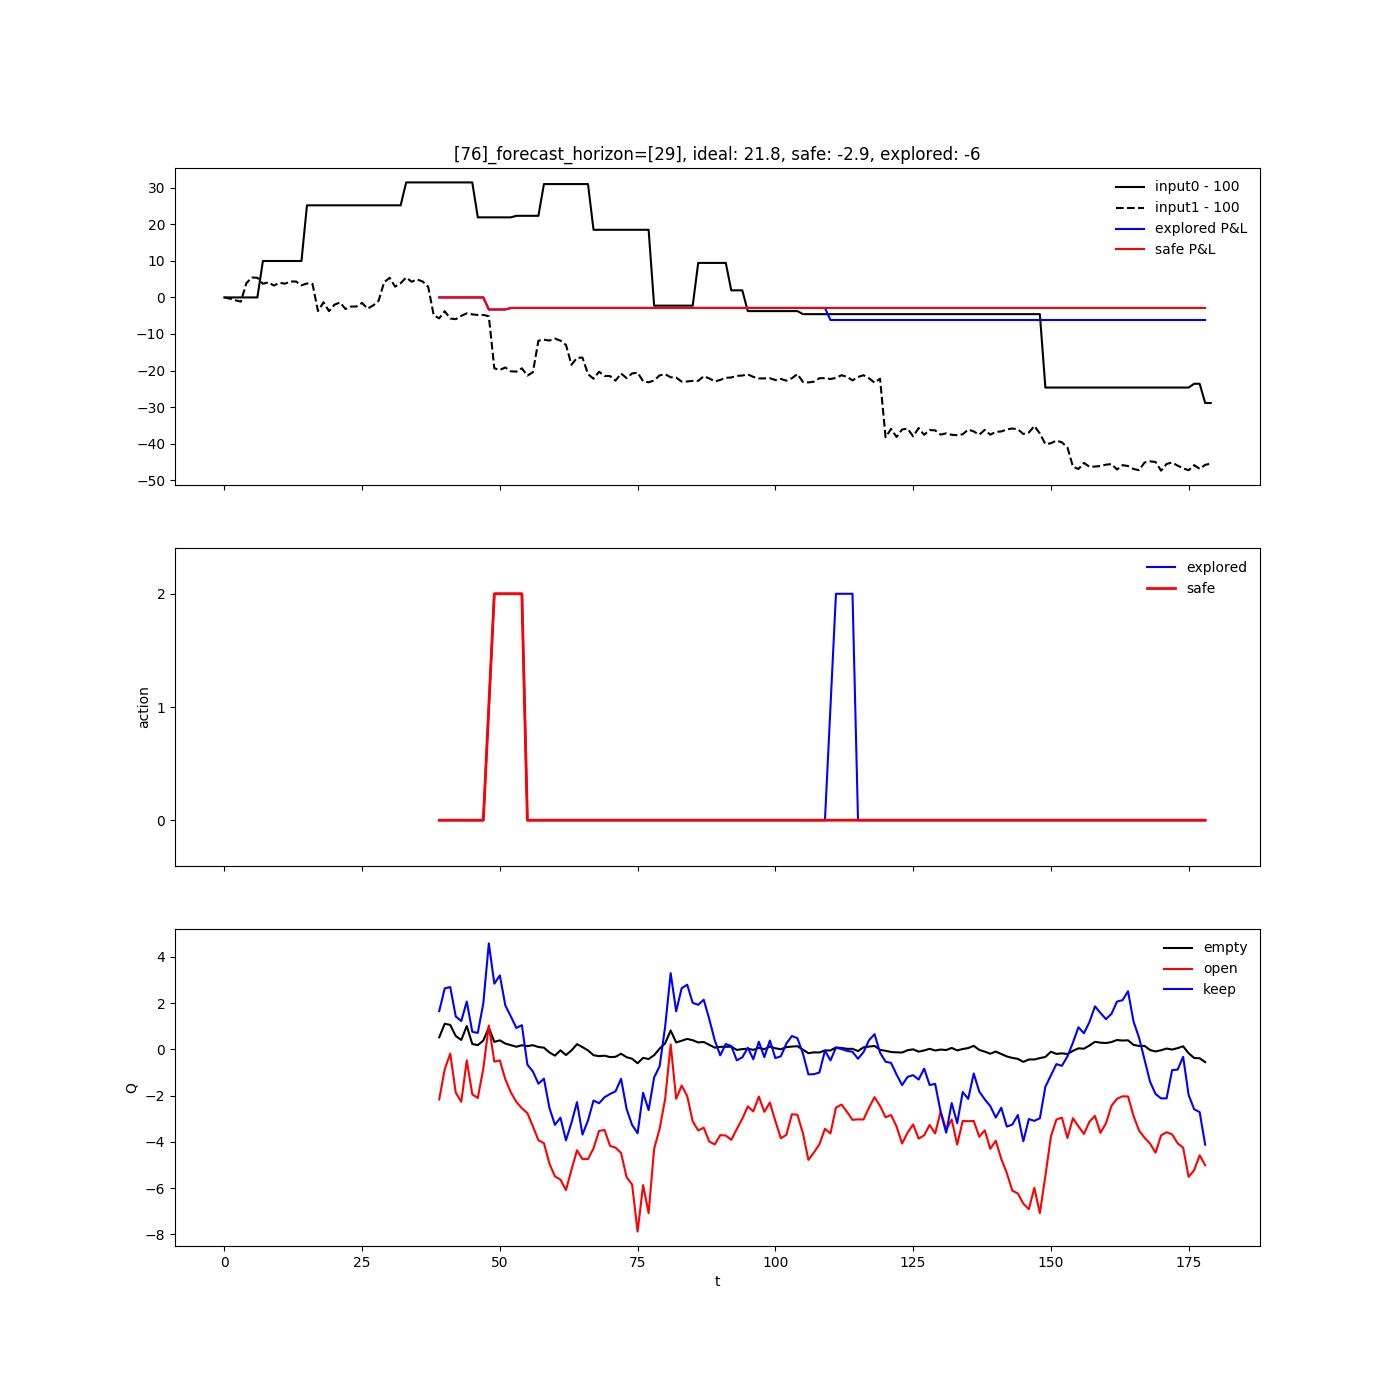 [76]_forecast_horizon=[29], ideal: 21.8, safe: -2.9, explored: -6
30
20
10
0
−10
−20
−30
−40
−50
input0 - 100
input1 - 100
explored P&L
safe P&L
action
2
1
0
explored
safe
Q
4
2
0
−2
−4
−6
−8
empty
open
keep
0 25 50 75 100 125 150 175
t